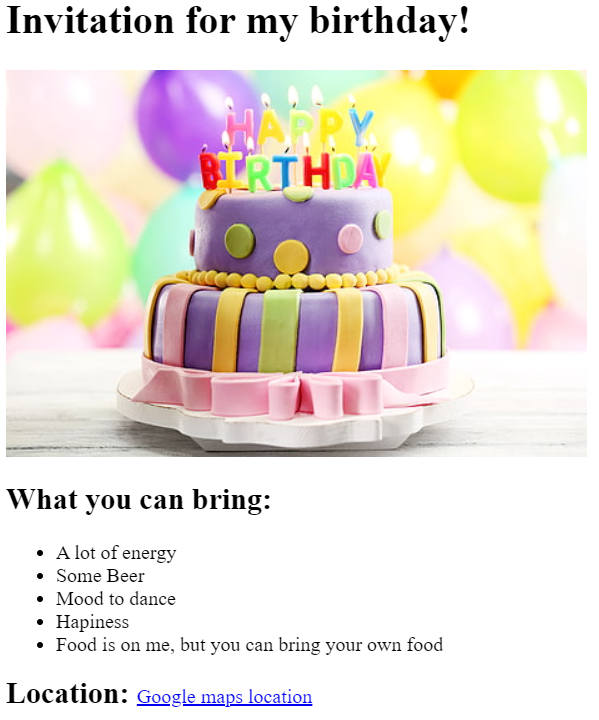 Invitation for my birthday!
HAPPY
BIRTHDAY
What you can bring:
A lot of energy
Some Beer
Mood to dance
Hapiness
Food is on me, but you can bring your own food
Location: Google maps location